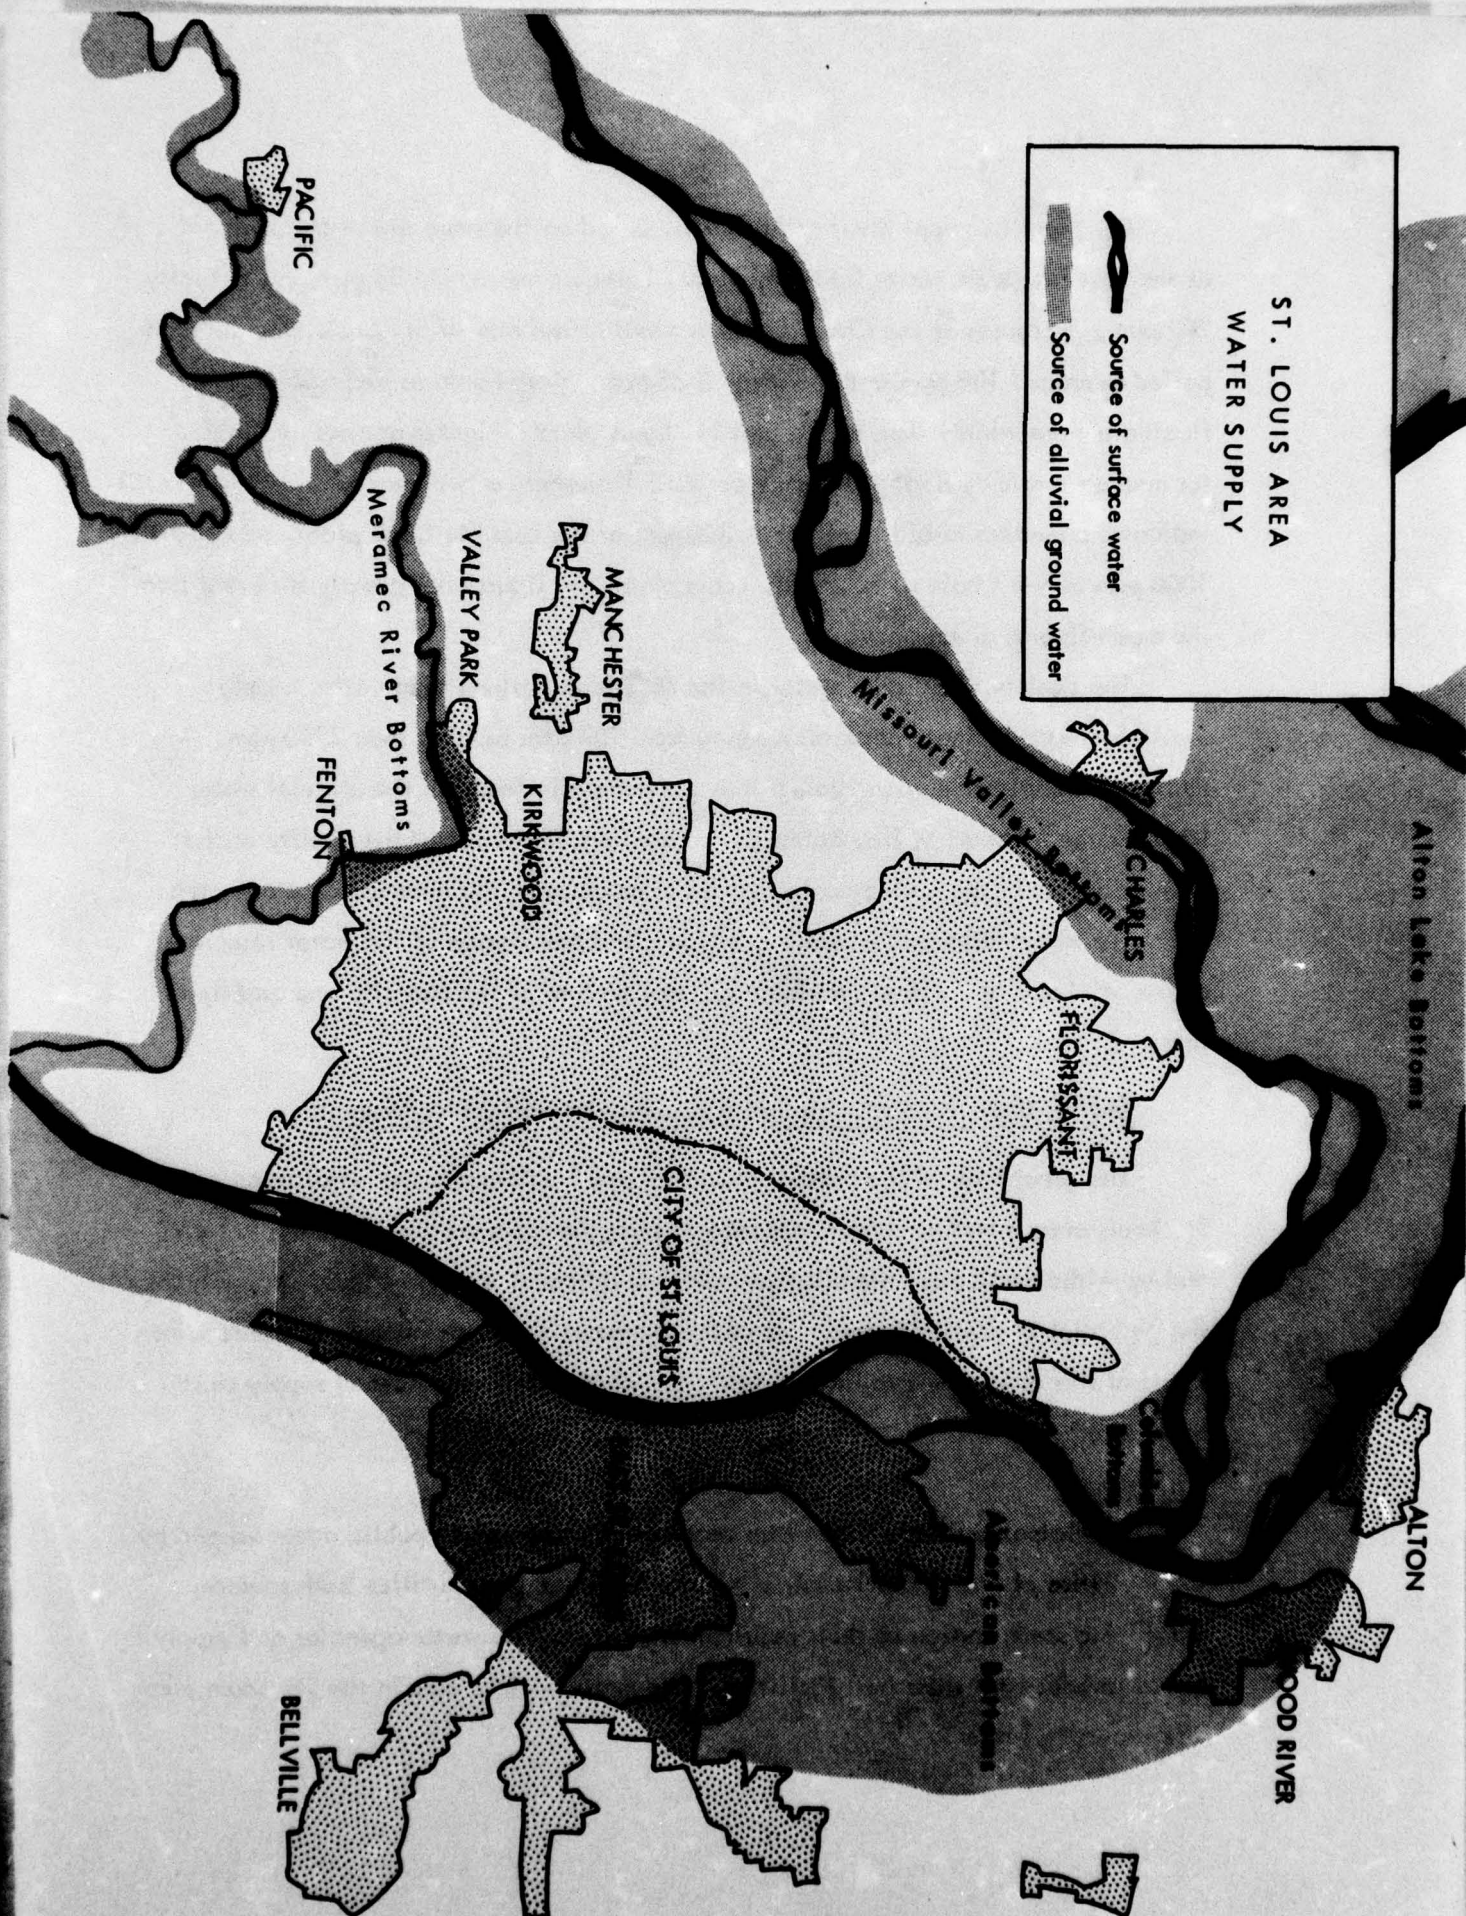 ST. LOUIS AREA
WATER SUPPLY
Source of surface water
Source of alluvial ground water
Alton Lake Bottoms
ALTON
WOOD RIVER
CHARLES
Missouri Valley Bottoms
FLORISSANT
Columbia
Bottoms
American Bottoms
MANCHESTER
CITY OF ST LOUIS
KIRKWOOD
VALLEY PARK
Meramec River Bottoms
FENTON
PACIFIC
BELLVILLE